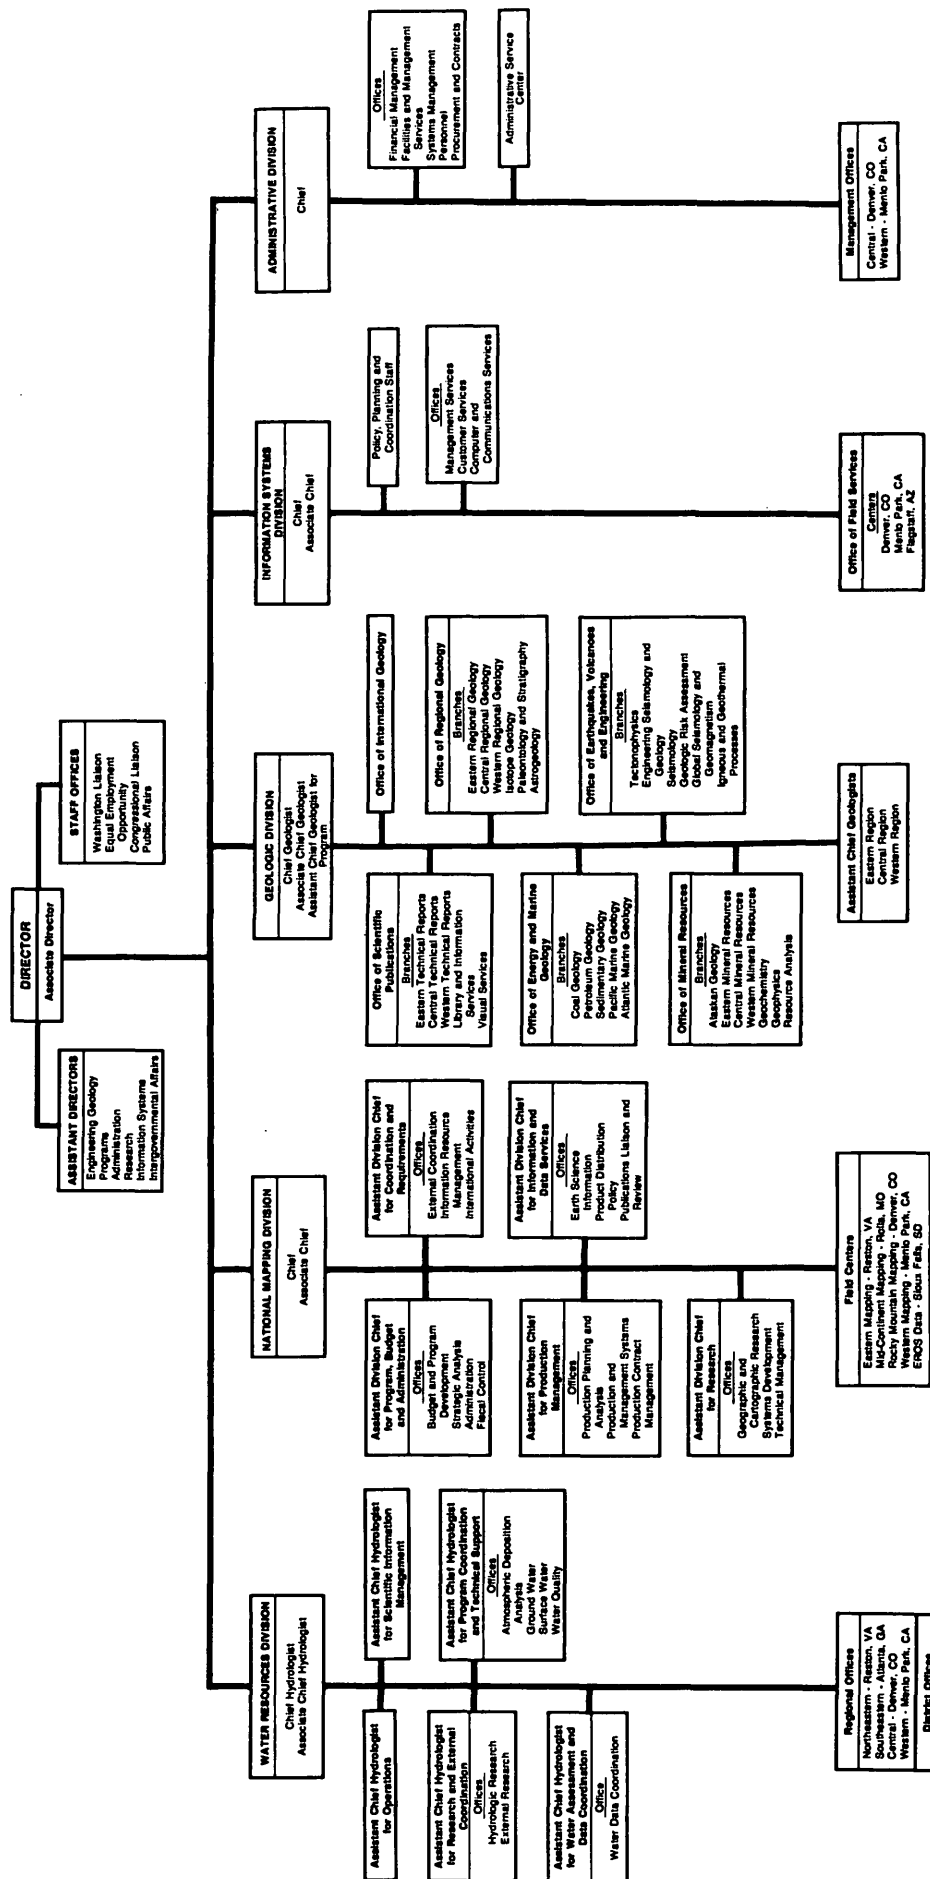 DIRECTOR
Associate Director
ASSISTANT DIRECTORS
Engineering Geology
Programs
Administration
Research
Information Systems
Intergovernmental Affairs
STAFF OFFICES
Washington Liaison
Equal Employment
Opportunity
Congressional Liaison
Public Affairs
WATER RESOURCES DIVISION
Chief Hydrologist
Associate Chief Hydrologist
Assistant Chief Hydrologist
for Operations
Assistant Chief Hydrologist
for Scientific Information
Management
Assistant Chief Hydrologist
for Research and External
Coordination
Offices
Hydrologic Research
External Research
Assistant Chief Hydrologist
for Program Coordination
and Technical Support
Offices
Atmospheric Deposition
Analysis
Ground Water
Surface Water
Water Quality
Assistant Chief Hydrologist
for Water Assessment and
Data Coordination
Office
Water Data Coordination
Regional Offices
Northeastern - Reston, VA
Southeastern - Atlanta, GA
Central - Denver, CO
Western - Menlo Park, CA
District Offices
NATIONAL MAPPING DIVISION
Chief
Associate Chief
Assistant Division Chief
for Program, Budget
and Administration
Offices
Budget and Program
Development
Strategic Analysis
Administration
Fiscal Control
Assistant Division Chief
for Coordination and
Requirements
Offices
External Coordination
Information Resource
Management
International Activities
Assistant Division Chief
for Production
Management
Offices
Production Planning and
Analysis
Production and
Management Systems
Production Contract
Management
Assistant Division Chief
for Information and
Data Services
Offices
Earth Science
Information
Product Distribution
Policy
Publications Liaison and
Review
Assistant Division Chief
for Research
Offices
Geographic and
Cartographic Research
Systems Development
Technical Management
Field Centers
Eastern Mapping - Reston, VA
Mid-Continent Mapping - Rolla, MO
Rocky Mountain Mapping - Denver, CO
Western Mapping - Menlo Park, CA
EROS Data - Sioux Falls, SD
GEOLOGIC DIVISION
Chief Geologist
Associate Chief Geologist
Assistant Chief Geologist for
Program
Office of International Geology
Office of Scientific
Publications
Branches
Eastern Technical Reports
Central Technical Reports
Western Technical Reports
Library and Information
Services
Visual Services
Office of Regional Geology
Branches
Eastern Regional Geology
Central Regional Geology
Western Regional Geology
Isotope Geology
Paleontology and Stratigraphy
Astrogeology
Office of Energy and Marine
Geology
Branches
Coal Geology
Petroleum Geology
Sedimentary Geology
Pacific Marine Geology
Atlantic Marine Geology
Office of Earthquakes, Volcanoes
and Engineering
Branches
Tectonophysics
Engineering Seismology and
Geology
Seismology
Geologic Risk Assessment
Global Seismology and
Geomagnetism
Igneous and Geothermal
Processes
Office of Mineral Resources
Branches
Alaskan Geology
Eastern Mineral Resources
Central Mineral Resources
Western Mineral Resources
Geochemistry
Geophysics
Resource Analysis
Assistant Chief Geologists
Eastern Region
Central Region
Western Region
INFORMATION SYSTEMS
DIVISION
Chief
Associate Chief
Policy, Planning and
Coordination Staff
Offices
Management Services
Customer Services
Computer and
Communications Services
Office of Field Services
Centers
Denver, CO
Menlo Park, CA
Flagstaff, AZ
ADMINISTRATIVE DIVISION
Chief
Offices
Financial Management
Facilities and Management
Services
Systems Management
Personnel
Procurement and Contracts
Administrative Service
Center
Management Offices
Central - Denver, CO
Western - Menlo Park, CA